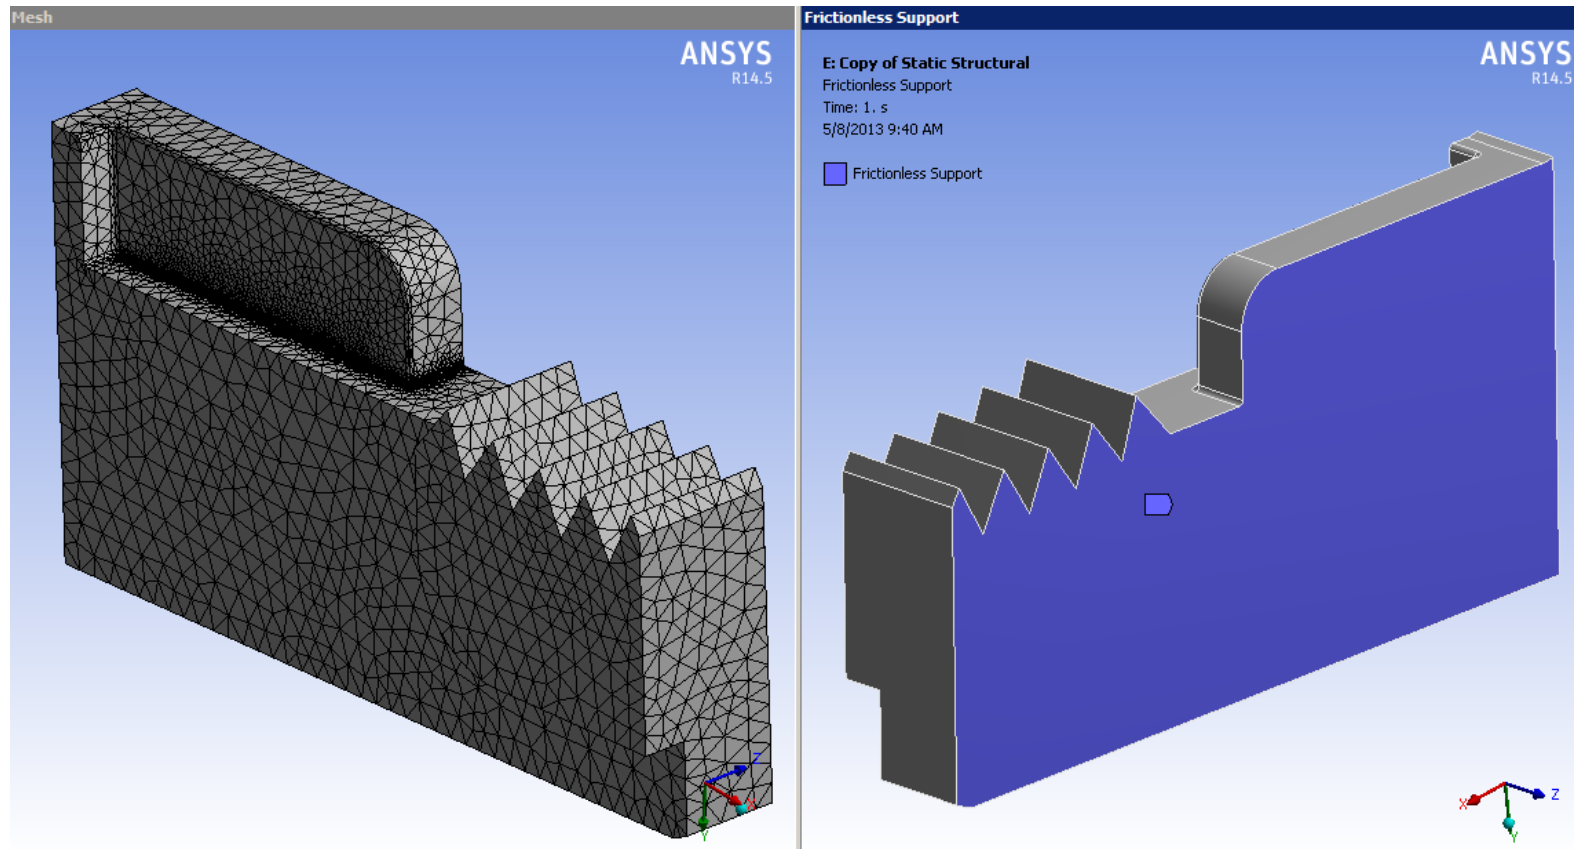 Mesh
ANSYS
R14.5
Z
X
Y
Frictionless Support
E: Copy of Static Structural
Frictionless Support
Time: 1. s
5/8/2013 9:40 AM
Frictionless Support
ANSYS
R14.5
X
Z
Y